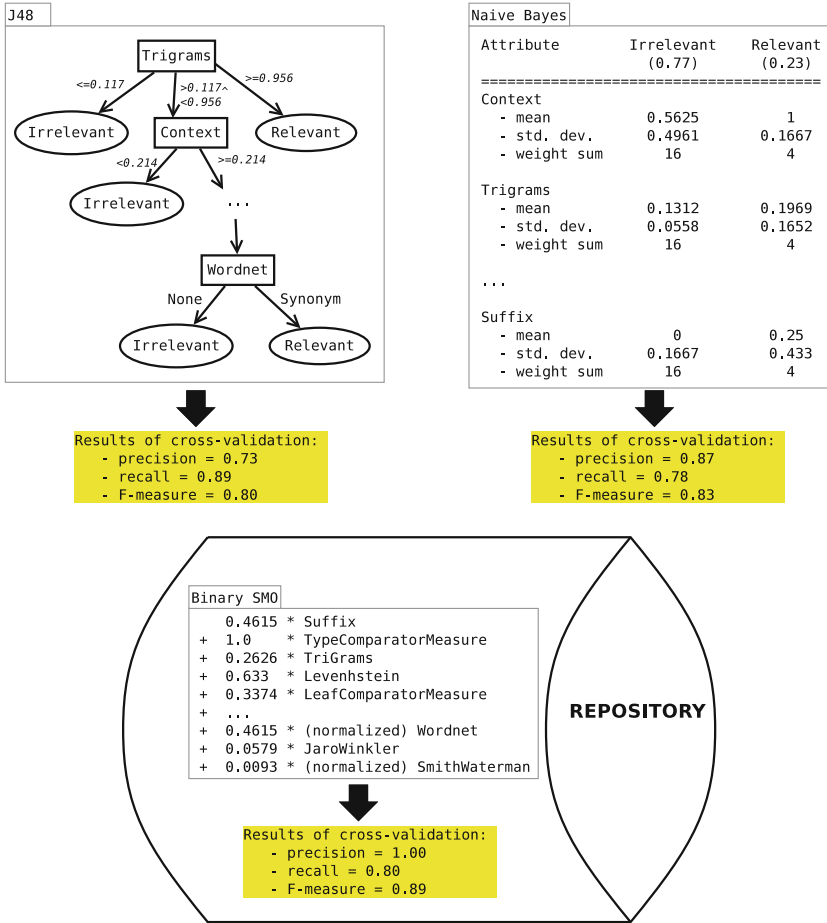 J48
Trigrams
<=0.117
>0.117^
<0.956
>=0.956
Irrelevant
Context
Relevant
<0.214
>=0.214
Irrelevant
...
Wordnet
None
Synonym
Irrelevant
Relevant
Results of cross-validation:
- precision = 0.73
- recall = 0.89
- F-measure = 0.80
Naive Bayes
Attribute Irrelevant Relevant
(0.77) (0.23)
=======================================
Context
- mean 0.5625 1
- std. dev. 0.4961 0.1667
- weight sum 16 4
Trigrams
- mean 0.1312 0.1969
- std. dev. 0.0558 0.1652
- weight sum 16 4
...
Suffix
- mean 0 0.25
- std. dev. 0.1667 0.433
- weight sum 16 4
Results of cross-validation:
- precision = 0.87
- recall = 0.78
- F-measure = 0.83
Binary SMO
0.4615 * Suffix
+ 1.0 * TypeComparatorMeasure
+ 0.2626 * TriGrams
+ 0.633 * Levenhstein
+ 0.3374 * LeafComparatorMeasure
+ ...
+ 0.4615 * (normalized) Wordnet
+ 0.0579 * JaroWinkler
+ 0.0093 * (normalized) SmithWaterman
REPOSITORY
Results of cross-validation:
- precision = 1.00
- recall = 0.80
- F-measure = 0.89